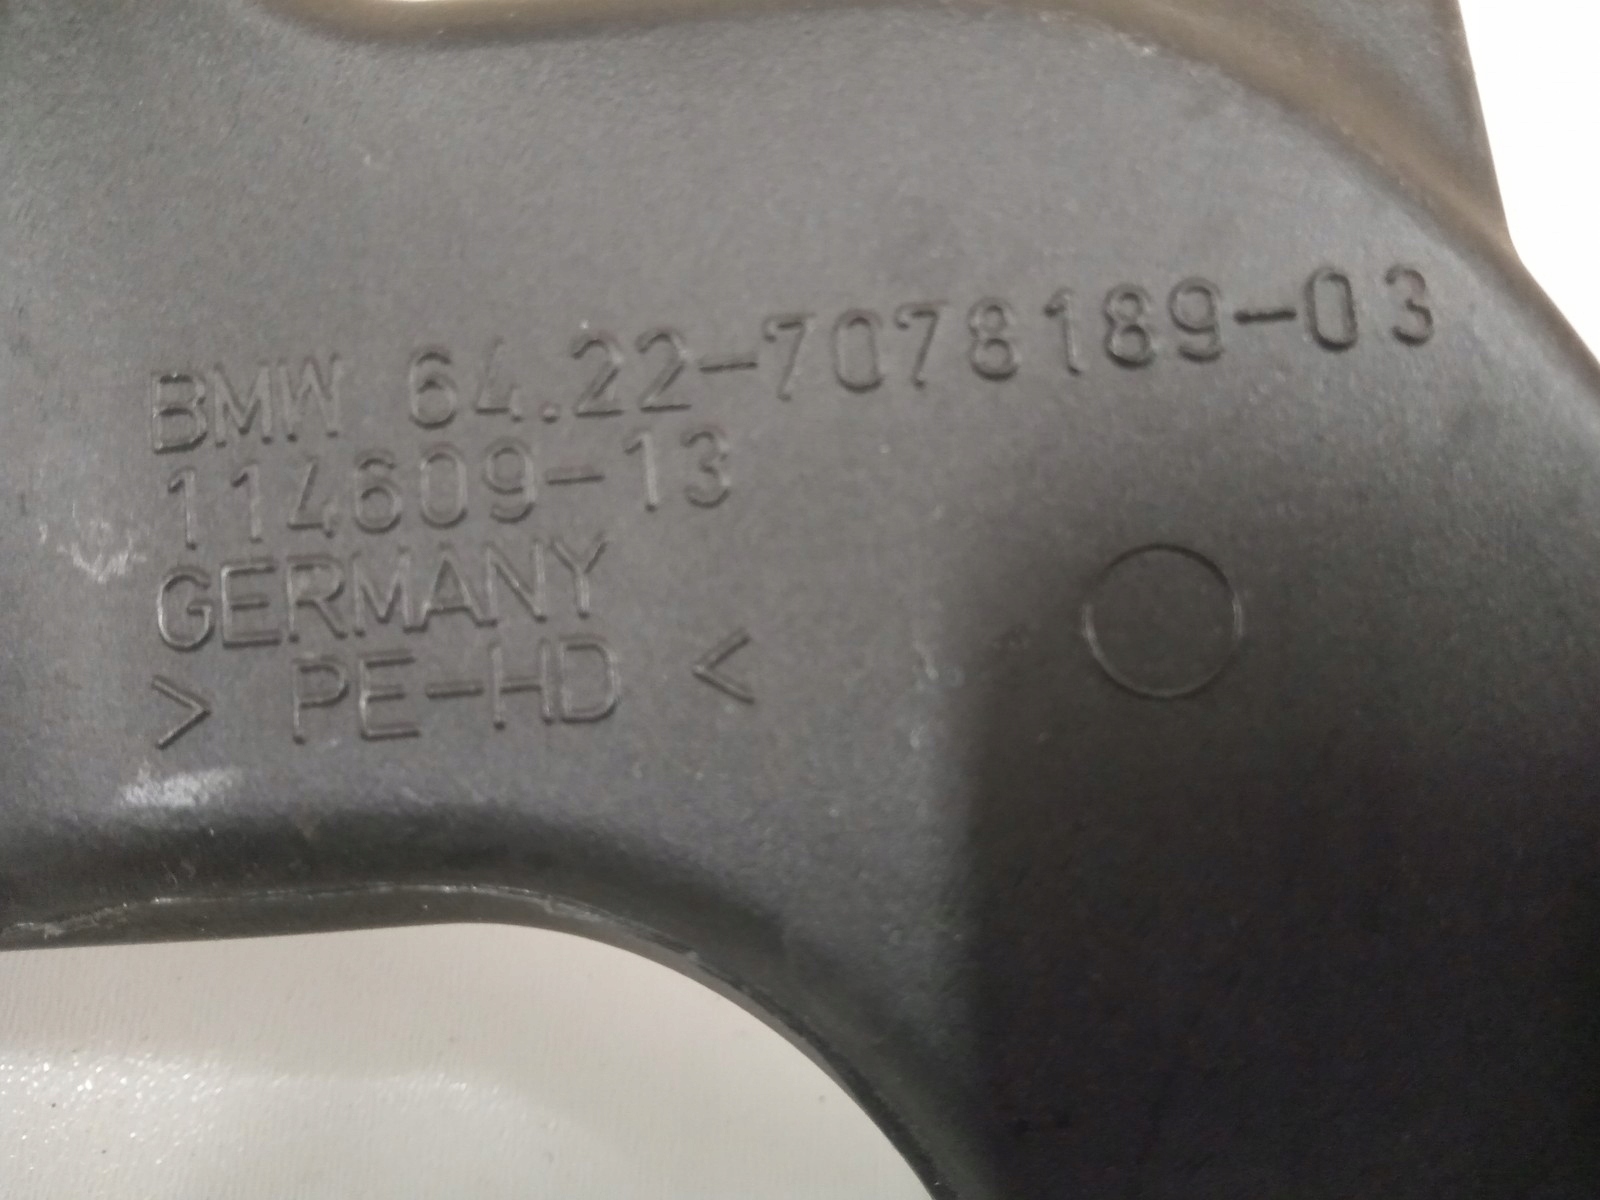 BMW 64.22-7078189-03
114609-13
GERMANY
> PE-HD <